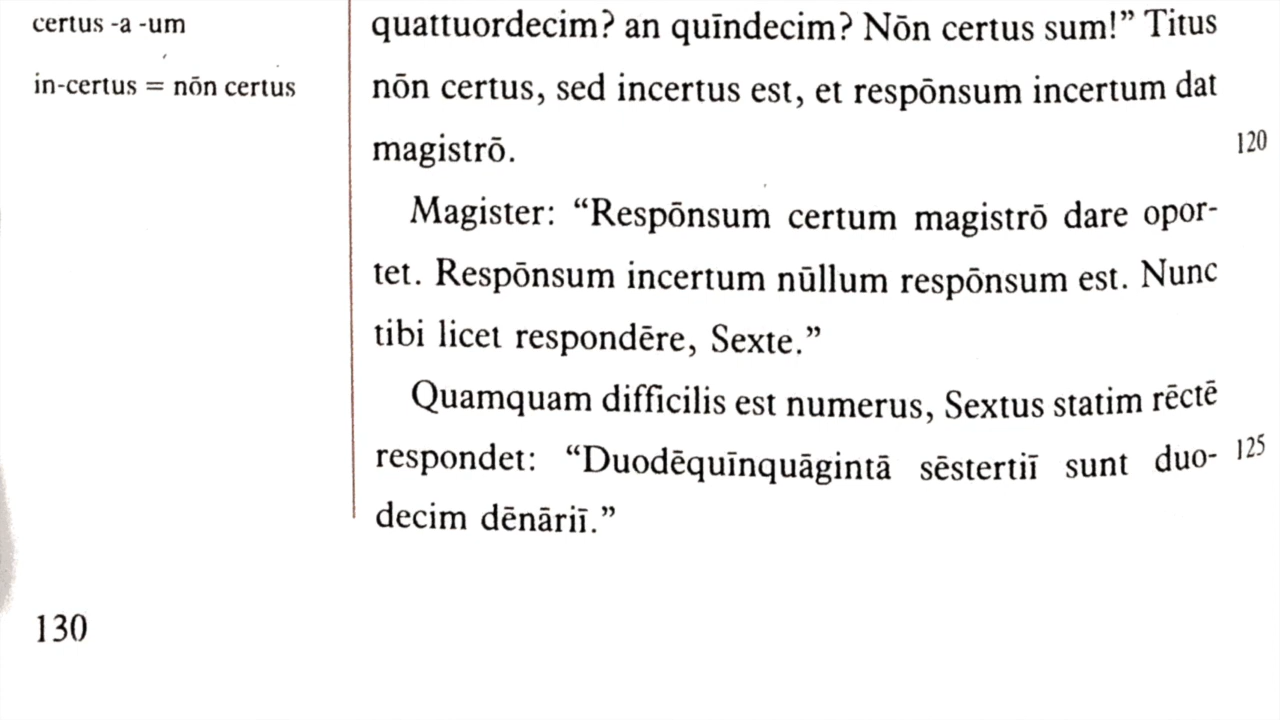 certus -a -um
in-certus = nōn certus
quattuordecim? an quīndecim? Nōn certus sum!” Titus
nōn certus, sed incertus est, et respōnsum incertum dat
magistrō.
120
Magister: “Respōnsum certum magistrō dare opor-
tet. Respōnsum incertum nūllum respōnsum est. Nunc
tibi licet respondēre, Sexte.”
Quamquam difficilis est numerus, Sextus statim rēctē
respondet: “Duodēquīnquāgintā sēstertiī sunt duo-
125
decim dēnāriī.”
130